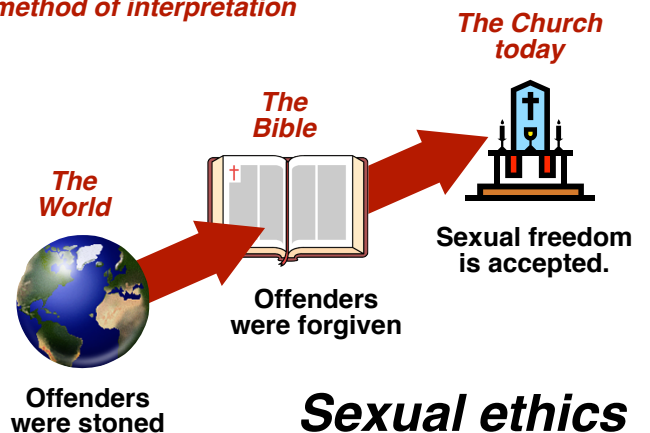 method of interpretation
The Church
today
The
Bible
The
World
Sexual freedom
is accepted.
Offenders
were forgiven
Offenders
were stoned
Sexual ethics